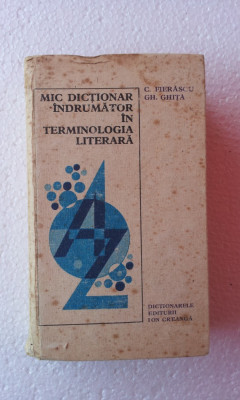 C. FIERĂSCU
GH. GHIȚĂ
MIC DICȚIONAR
-ÎNDRUMĂTOR
ÎN
TERMINOLOGIA
LITERARĂ
A
Z
DICȚIONARELE
EDITURII
ION CREANGĂ